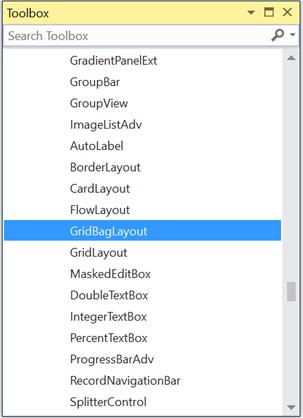 Toolbox
Search Toolbox
GradientPanelExt
GroupBar
GroupView
ImageListAdv
AutoLabel
BorderLayout
CardLayout
FlowLayout
GridBagLayout
GridLayout
MaskedEditBox
DoubleTextBox
IntegerTextBox
PercentTextBox
ProgressBarAdv
RecordNavigationBar
SplitterControl